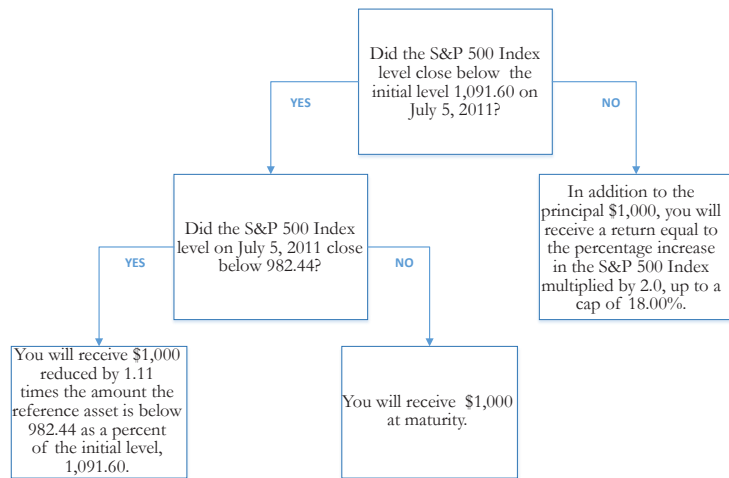 Did the S&P 500 Index
level close below the
initial level 1,091.60 on
July 5, 2011?
YES
NO
Did the S&P 500 Index
level on July 5, 2011 close
below 982.44?
In addition to the
principal $1,000, you will
receive a return equal to
the percentage increase
in the S&P 500 Index
multiplied by 2.0, up to a
cap of 18.00%.
YES
NO
You will receive $1,000
reduced by 1.11
times the amount the
reference asset is below
982.44 as a percent
of the initial level,
1,091.60.
You will receive $1,000
at maturity.